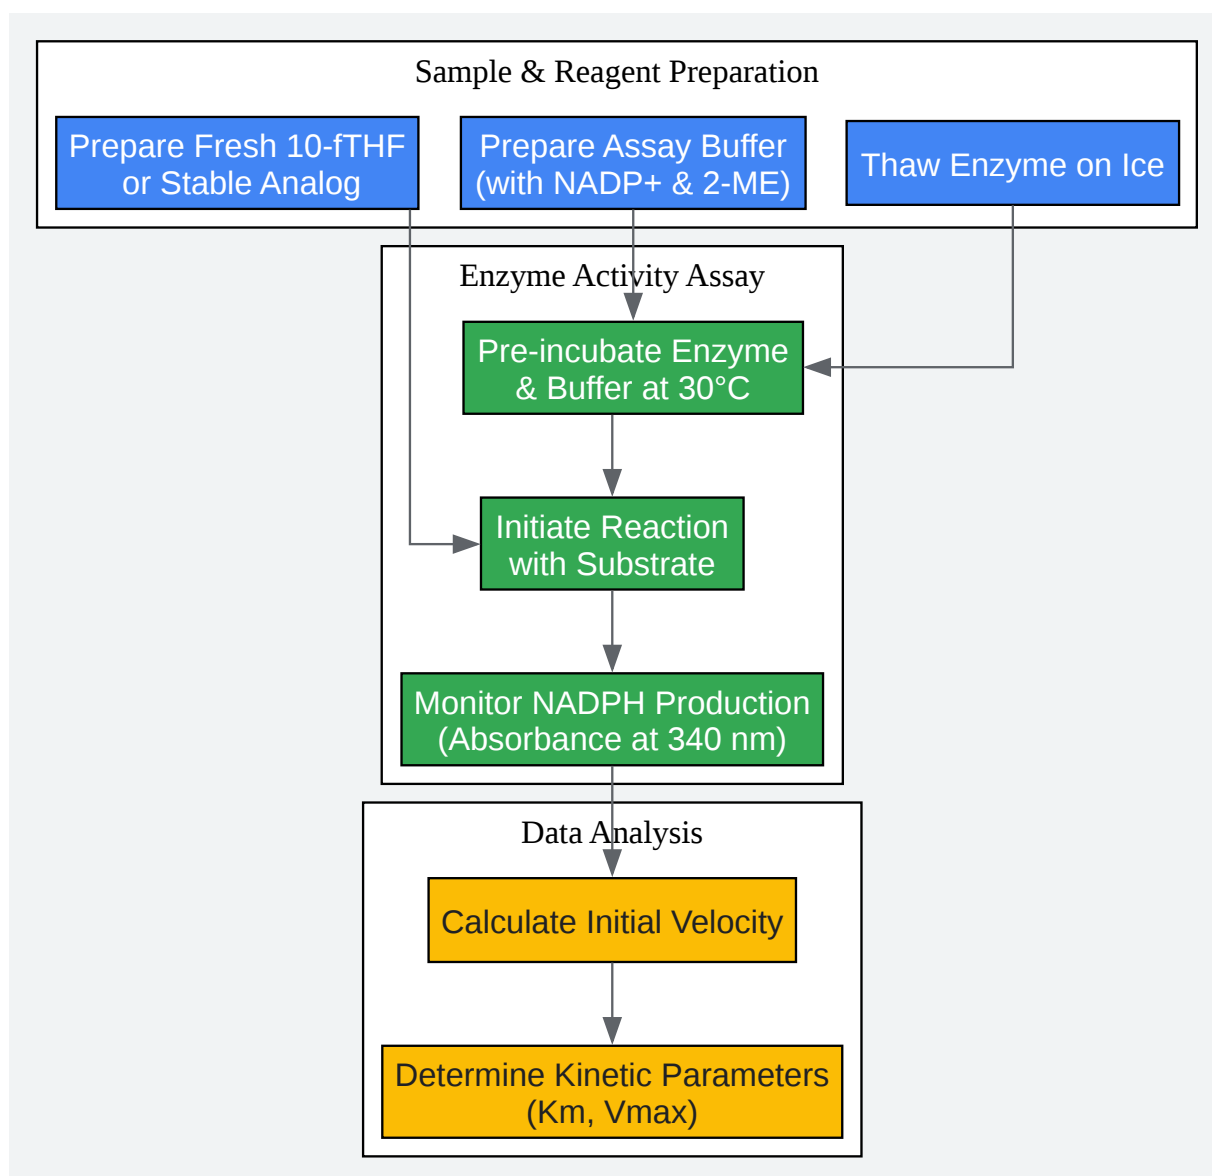 Sample & Reagent Preparation
Prepare Fresh 10-fTHF
or Stable Analog
Prepare Assay Buffer
(with NADP+ & 2-ME)
Thaw Enzyme on Ice
Enzyme Activity Assay
Pre-incubate Enzyme
& Buffer at 30°C
Initiate Reaction
with Substrate
Monitor NADPH Production
(Absorbance at 340 nm)
Data Analysis
Calculate Initial Velocity
Determine Kinetic Parameters
(Km, Vmax)